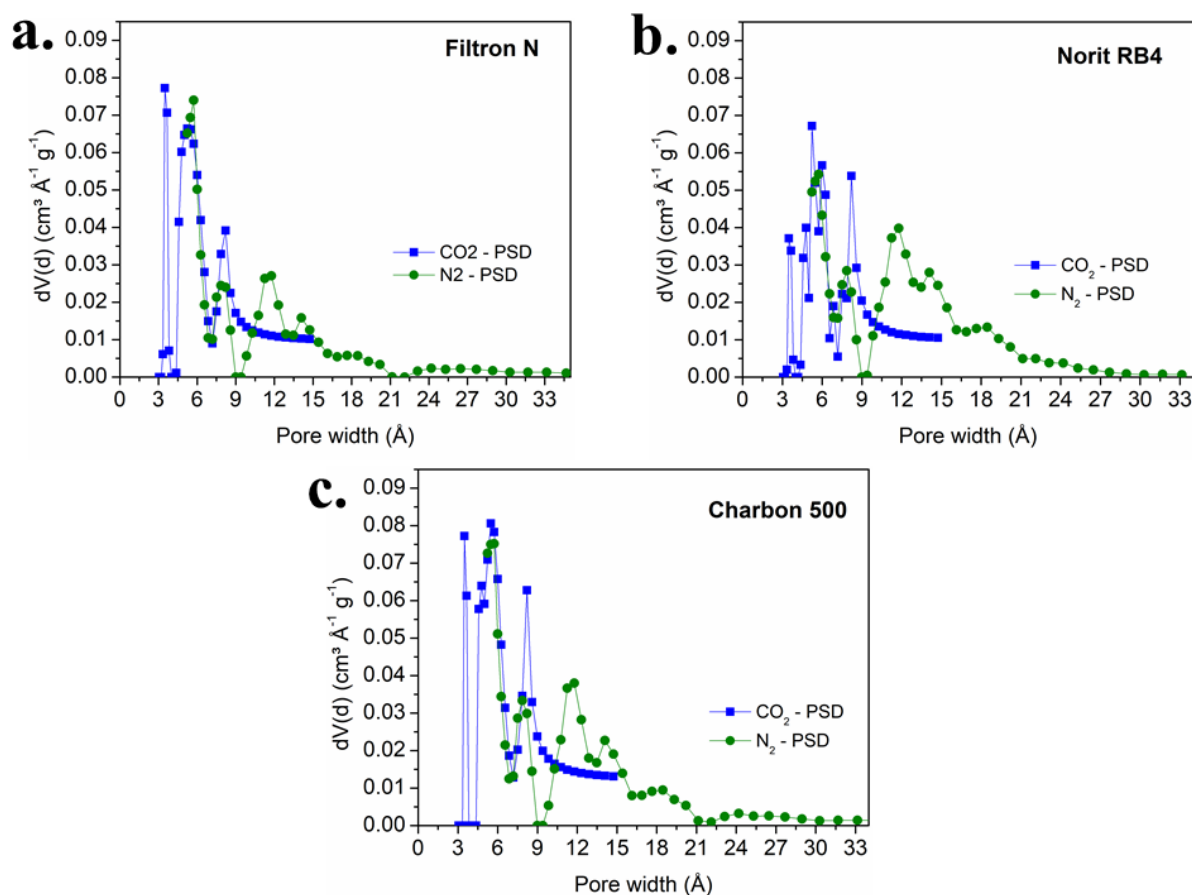 a.
Filtron N
0.09
0.08
0.07
0.06
0.05
0.04
0.03
0.02
0.01
0.00
dV(d) (cm³ Å⁻¹ g⁻¹)
CO2 - PSD
N2 - PSD
0 3 6 9 12 15 18 21 24 27 30 33
Pore width (Å)
b.
Norit RB4
0.09
0.08
0.07
0.06
0.05
0.04
0.03
0.02
0.01
0.00
dV(d) (cm³ Å⁻¹ g⁻¹)
CO₂ - PSD
N₂ - PSD
0 3 6 9 12 15 18 21 24 27 30 33
Pore width (Å)
c.
Charbon 500
0.09
0.08
0.07
0.06
0.05
0.04
0.03
0.02
0.01
0.00
dV(d) (cm³ Å⁻¹ g⁻¹)
CO₂ - PSD
N₂ - PSD
0 3 6 9 12 15 18 21 24 27 30 33
Pore width (Å)